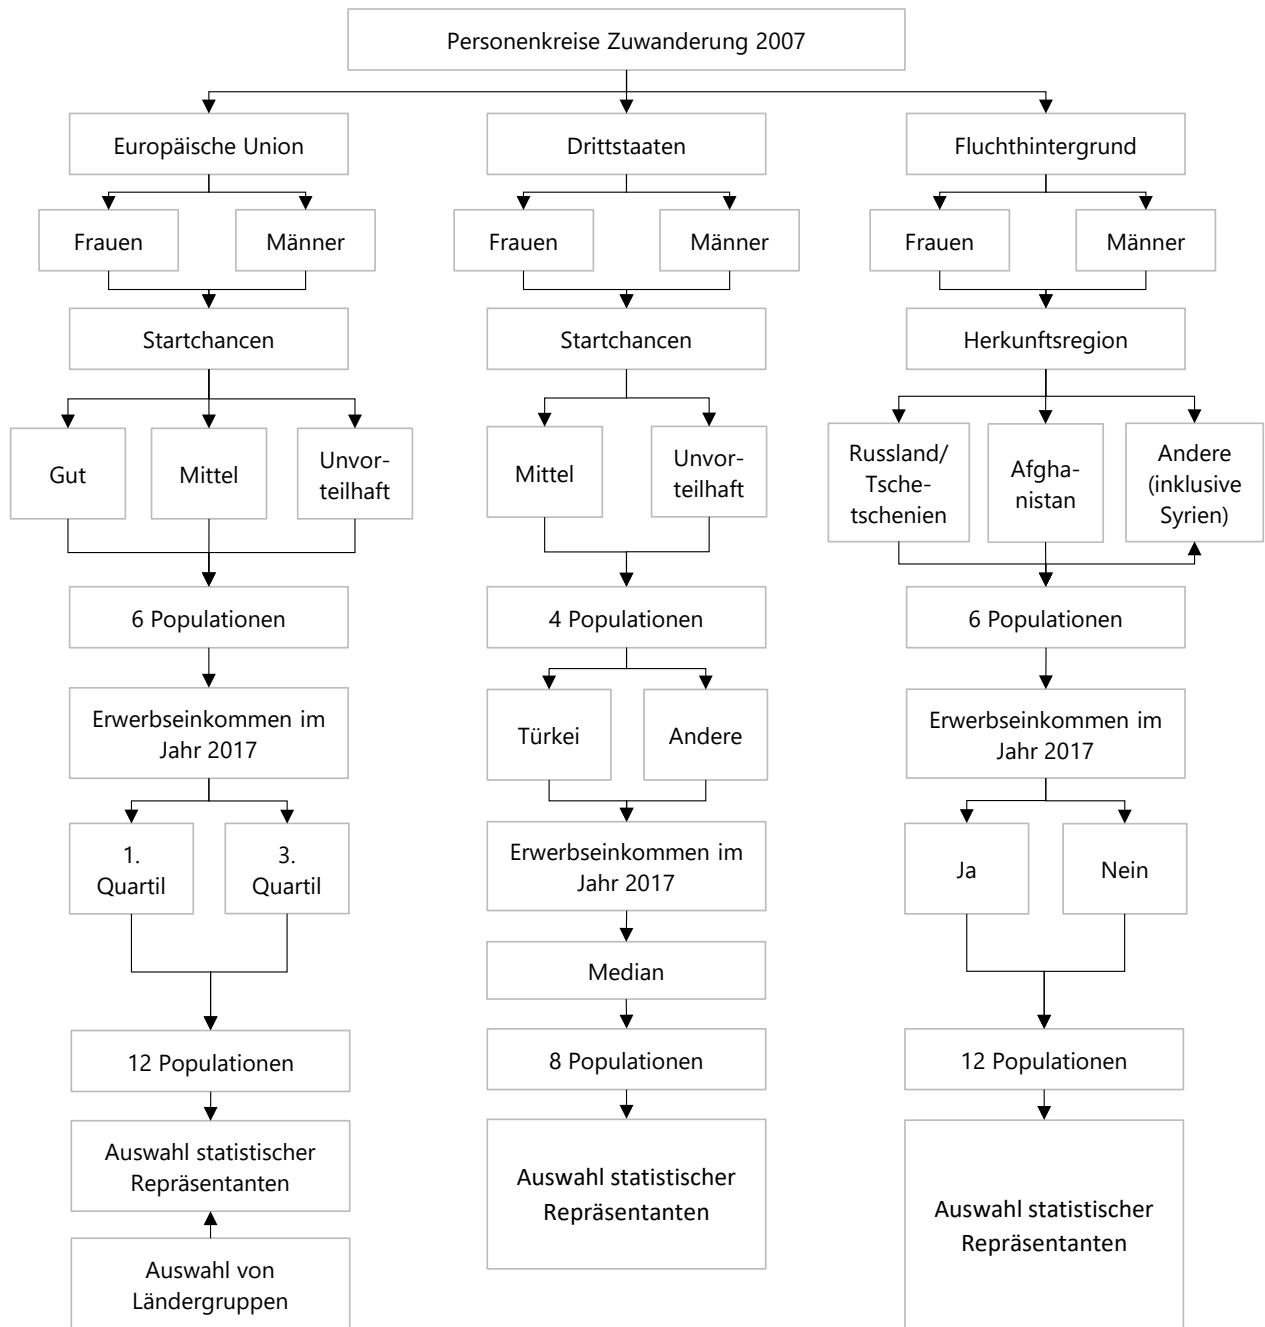 Personenkreise Zuwanderung 2007
Europäische Union
Drittstaaten
Fluchthintergrund
Frauen
Männer
Frauen
Männer
Frauen
Männer
Startchancen
Startchancen
Herkunftsregion
Gut
Mittel
Unvor-
teilhaft
Mittel
Unvor-
teilhaft
Russland/
Tsche-
tschenien
Afgha-
nistan
Andere
(inklusive
Syrien)
6 Populationen
4 Populationen
6 Populationen
Erwerbseinkommen im
Jahr 2017
Türkei
Andere
Erwerbseinkommen im
Jahr 2017
1.
Quartil
3.
Quartil
Erwerbseinkommen im
Jahr 2017
Ja
Nein
Median
12 Populationen
8 Populationen
12 Populationen
Auswahl statistischer
Repräsentanten
Auswahl statistischer
Repräsentanten
Auswahl statistischer
Repräsentanten
Auswahl von
Ländergruppen